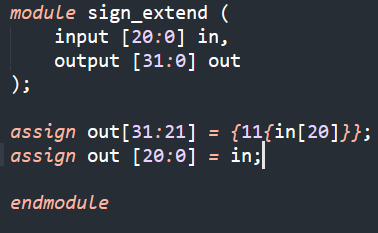 module sign_extend (
    input [20:0] in,
    output [31:0] out
);
assign out[31:21] = {11{in[20]}};
assign out [20:0] = in;
endmodule